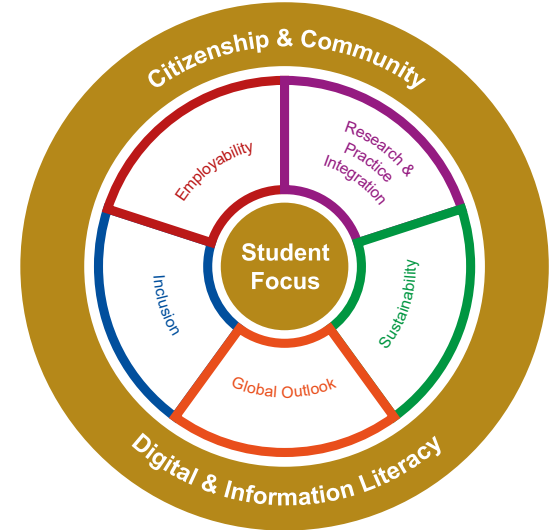 Citizenship & Community
Employability
Research &
Practice
Integration
Student
Focus
Inclusion
Sustainability
Global Outlook
Digital & Information Literacy